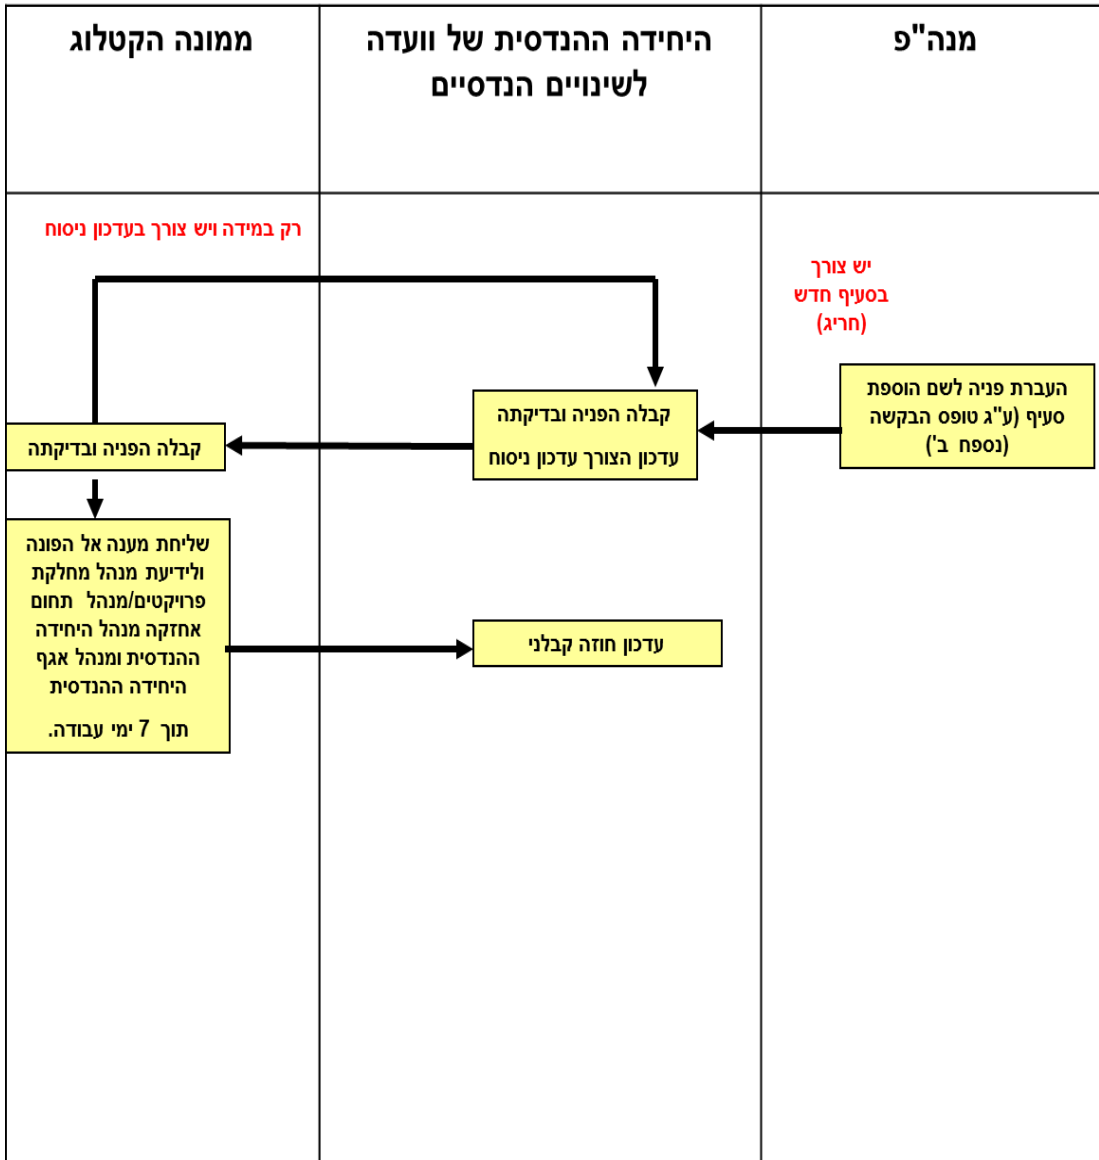 מנה"פ
היחידה ההנדסית של וועדה
לשינויים הנדסיים
ממונה הקטלוג
יש צורך
בסעיף חדש
(חריג)
העברת פניה לשם הוספת
סעיף (ע"ג טופס הבקשה
(נספח ב')
קבלה הפניה ובדיקתה
עדכון הצורך עדכון ניסוח
רק במידה ויש צורך בעדכון ניסוח
קבלה הפניה ובדיקתה
שליחת מענה אל הפונה
ולידיעת מנהל מחלקת
פרויקטים/מנהל תחום
אחזקה מנהל היחידה
ההנדסית ומנהל אגף
היחידה ההנדסית
תוך 7 ימי עבודה.
עדכון חוזה קבלני